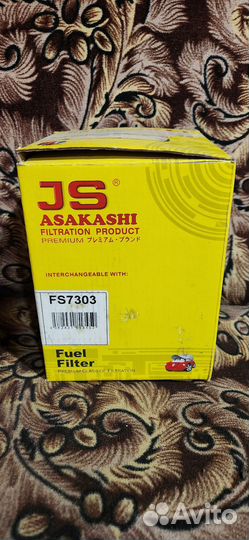 JS®
ASAKASHI
FILTRATION PRODUCT
PREMIUM プレミアム・ブランド
INTERCHANGEABLE WITH:
FS7303
Fuel
Filter
Avito